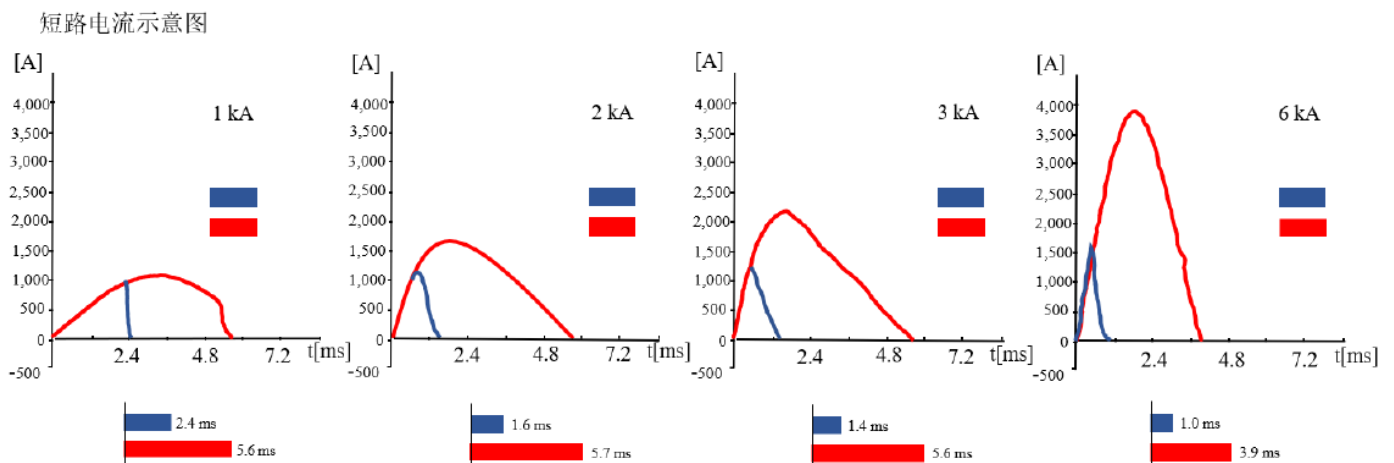 短路电流示意图
[A]
4,000
3,500
3,000
2,500
2,000
1,500
1,000
500
0
-500
1 kA
2.4 4.8 7.2 t[ms]
2.4 ms
5.6 ms
[A]
4,000
3,500
3,000
2,500
2,000
1,500
1,000
500
0
-500
2 kA
2.4 4.8 7.2 t[ms]
1.6 ms
5.7 ms
[A]
4,000
3,500
3,000
2,500
2,000
1,500
1,000
500
0
-500
3 kA
2.4 4.8 7.2 t[ms]
1.4 ms
5.6 ms
[A]
4,000
3,500
3,000
2,500
2,000
1,500
1,000
500
0
-500
6 kA
2.4 4.8 7.2 t[ms]
1.0 ms
3.9 ms